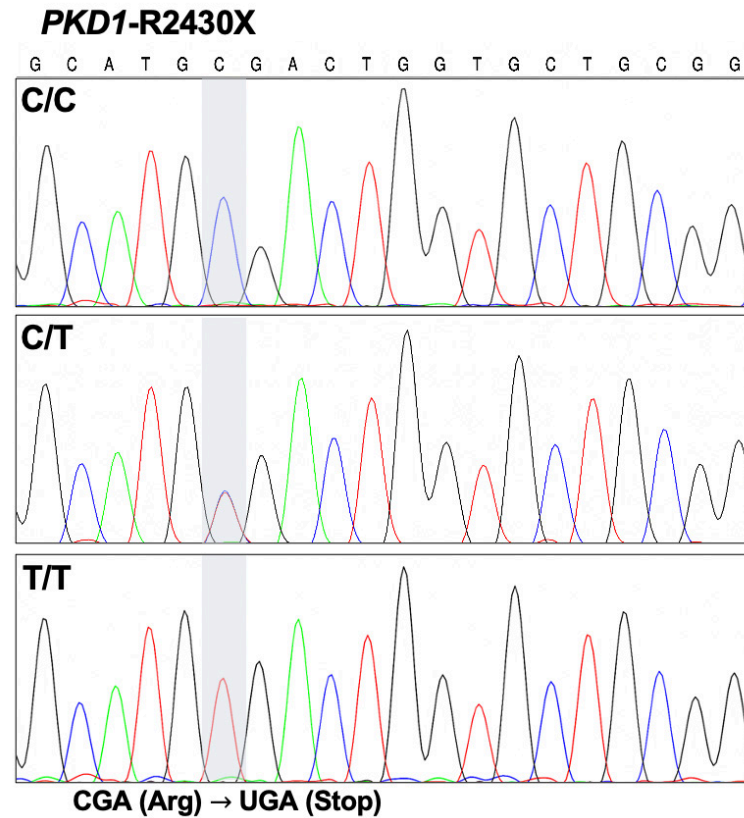 PKD1-R2430X
G C A T G C G A C T G G T G C T G C G G
C/C
C/T
T/T
CGA (Arg) → UGA (Stop)